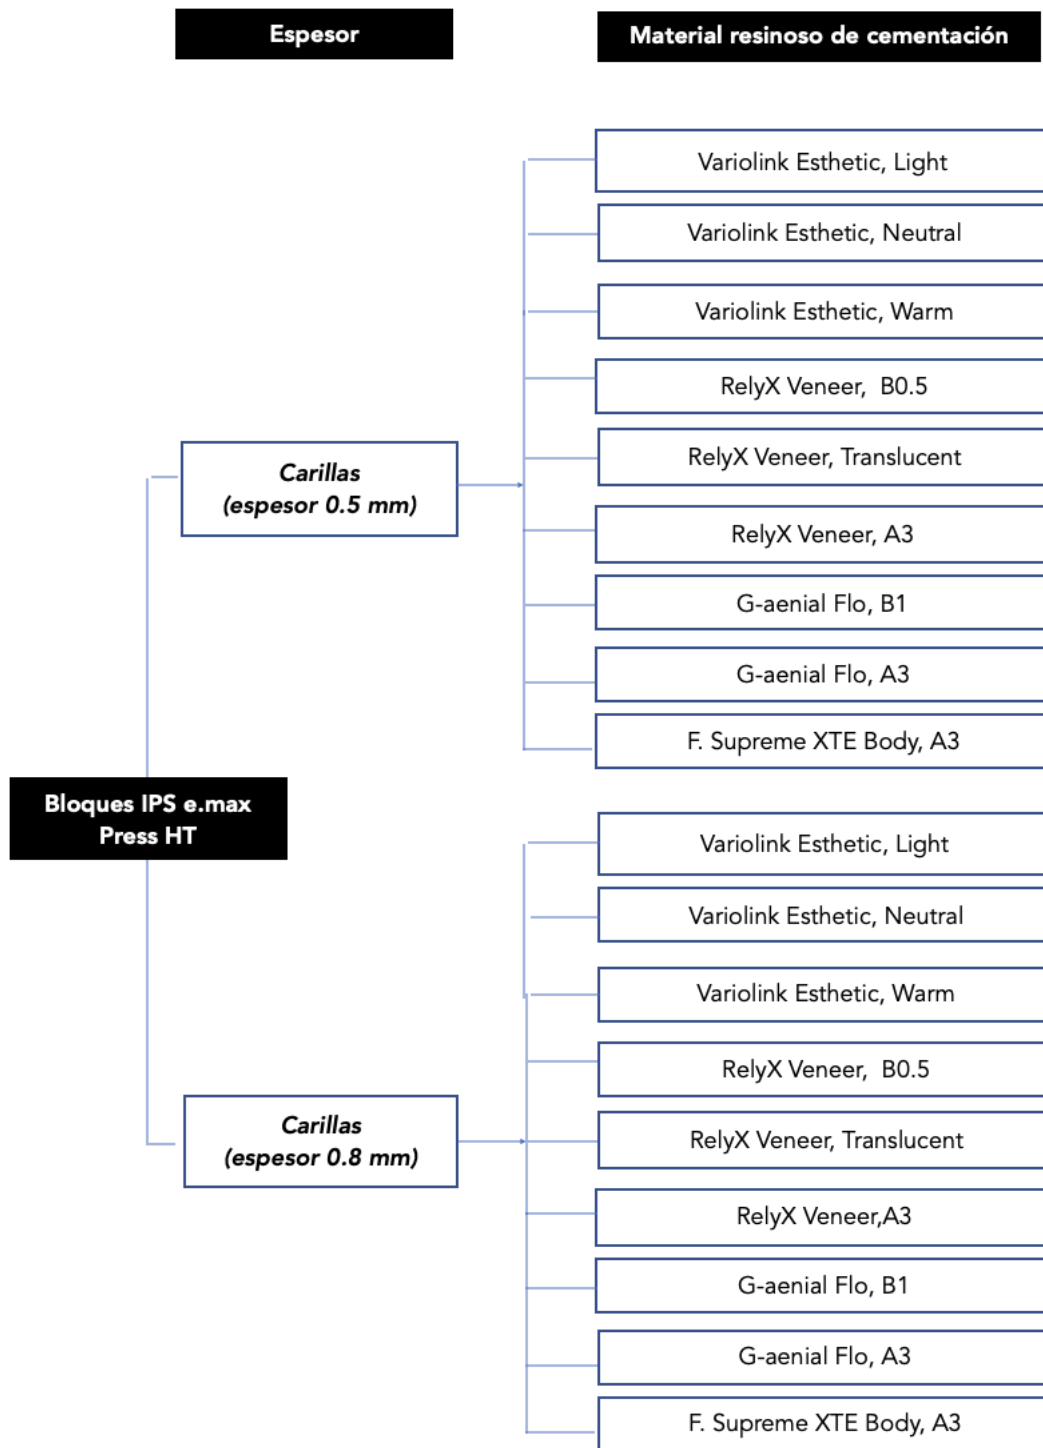 Espesor
Material resinoso de cementación
Variolink Esthetic, Light
Variolink Esthetic, Neutral
Variolink Esthetic, Warm
RelyX Veneer,  B0.5
RelyX Veneer, Translucent
Carillas
(espesor 0.5 mm)
RelyX Veneer, A3
G-aenial Flo, B1
G-aenial Flo, A3
F. Supreme XTE Body, A3
Bloques IPS e.max
Press HT
Variolink Esthetic, Light
Variolink Esthetic, Neutral
Variolink Esthetic, Warm
RelyX Veneer,  B0.5
RelyX Veneer, Translucent
Carillas
(espesor 0.8 mm)
RelyX Veneer,A3
G-aenial Flo, B1
G-aenial Flo, A3
F. Supreme XTE Body, A3